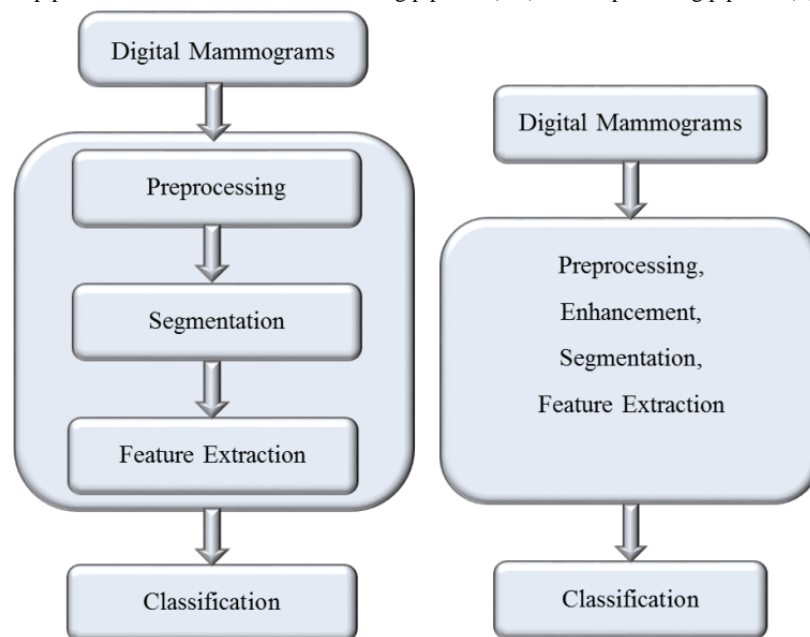 Digital Mammograms
Preprocessing
Segmentation
Feature Extraction
Classification
Digital Mammograms
Preprocessing,
Enhancement,
Segmentation,
Feature Extraction
Classification